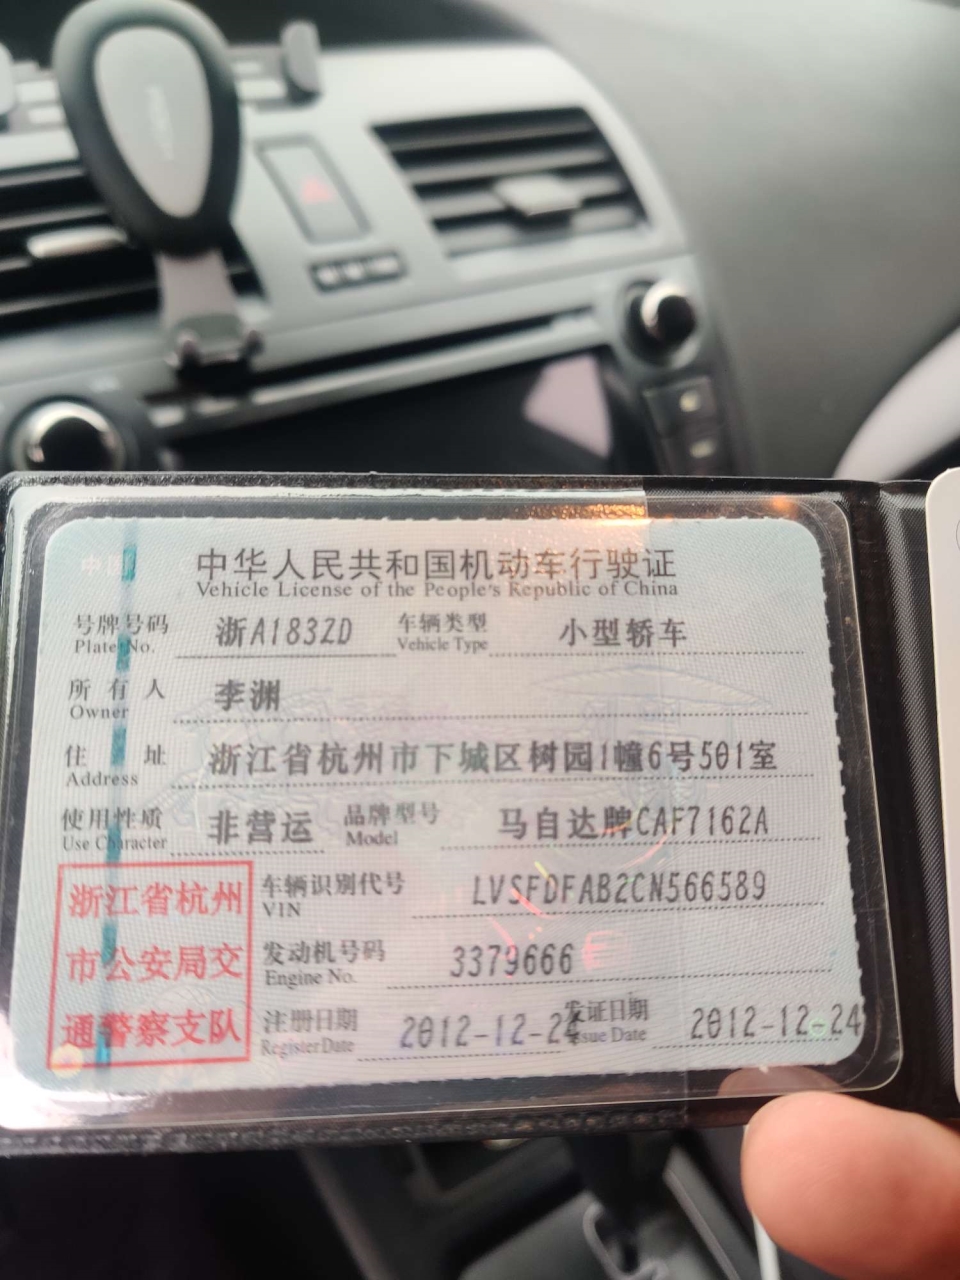 中华人民共和国机动车行驶证
Vehicle License of the People's Republic of China
号牌号码 浙A183ZD 车辆类型 小型轿车
Plate No. Vehicle Type
所有人 李渊
Owner
住址 浙江省杭州市下城区树园1幢6号501室
Address
使用性质 非营运 品牌型号 马自达牌CAF7162A
Use Character Model
浙江省杭州
市公安局交
通警察支队
车辆识别代号 LVSFDFAB2CN566589
VIN
发动机号码 3379666
Engine No.
注册日期 2012-12-24 发证日期 2012-12-24
Register Date Issue Date